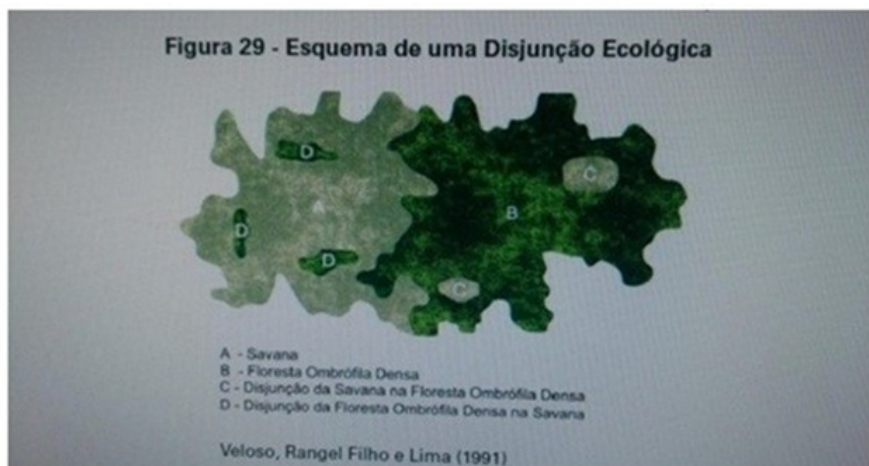 Figura 29 - Esquema de uma Disjunção Ecológica
D
A
C
B
D
D
C
A - Savana
B - Floresta Ombrófila Densa
C - Disjunção da Savana na Floresta Ombrófila Densa
D - Disjunção da Floresta Ombrófila Densa na Savana
Veloso, Rangel Filho e Lima (1991)